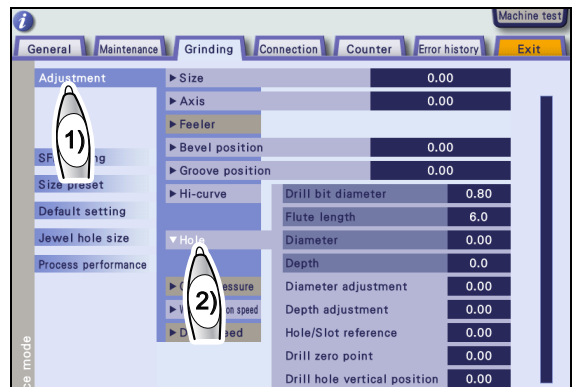 i
Machine test
General Maintenance Grinding Connection Counter Error history Exit
Adjustment ▶ Size 0.00
▶ Axis 0.00
▶ Feeler
1)
▶ Bevel position 0.00
▶ Groove position 0.00
Size preset ▶ Hi-curve Drill bit diameter 0.80
Default setting Flute length 6.0
Jewel hole size ▼ Hole Diameter 0.00
Process performance Depth 0.0
2)
Diameter adjustment 0.00
Depth adjustment 0.00
Hole/Slot reference 0.00
Drill zero point 0.00
Drill hole vertical position 0.00
mode